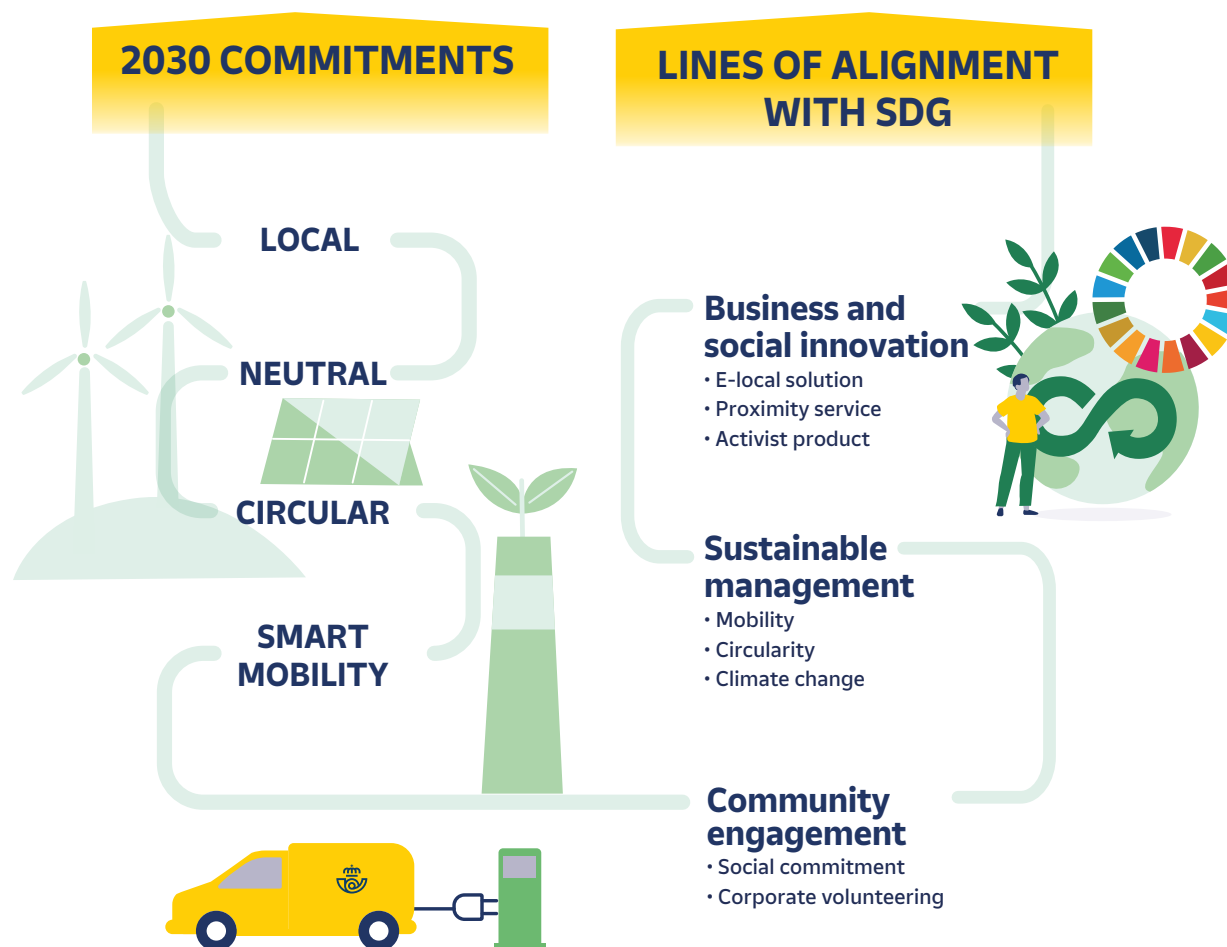 2030 COMMITMENTS
LOCAL
NEUTRAL
CIRCULAR
SMART
MOBILITY
LINES OF ALIGNMENT
WITH SDG
Business and
social innovation
• E-local solution
• Proximity service
• Activist product
Sustainable
management
• Mobility
• Circularity
• Climate change
Community
engagement
• Social commitment
• Corporate volunteering